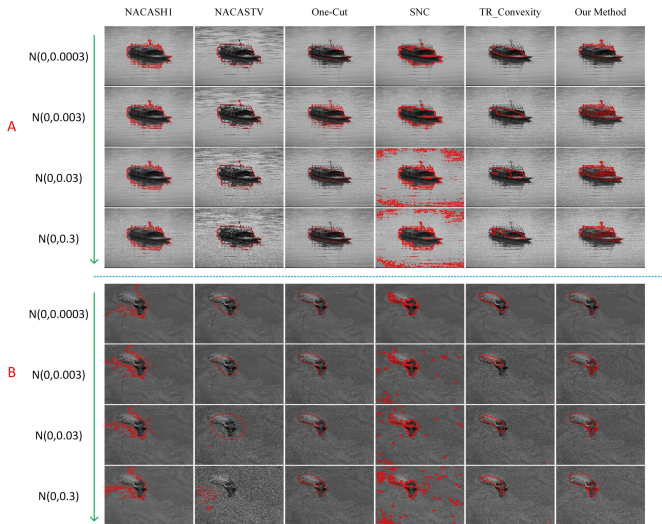 NACASH1 NACASTV One-Cut SNC TR_Convexity Our Method
N(0,0.0003)
N(0,0.003)
A
N(0,0.03)
N(0,0.3)
N(0,0.0003)
N(0,0.003)
B
N(0,0.03)
N(0,0.3)